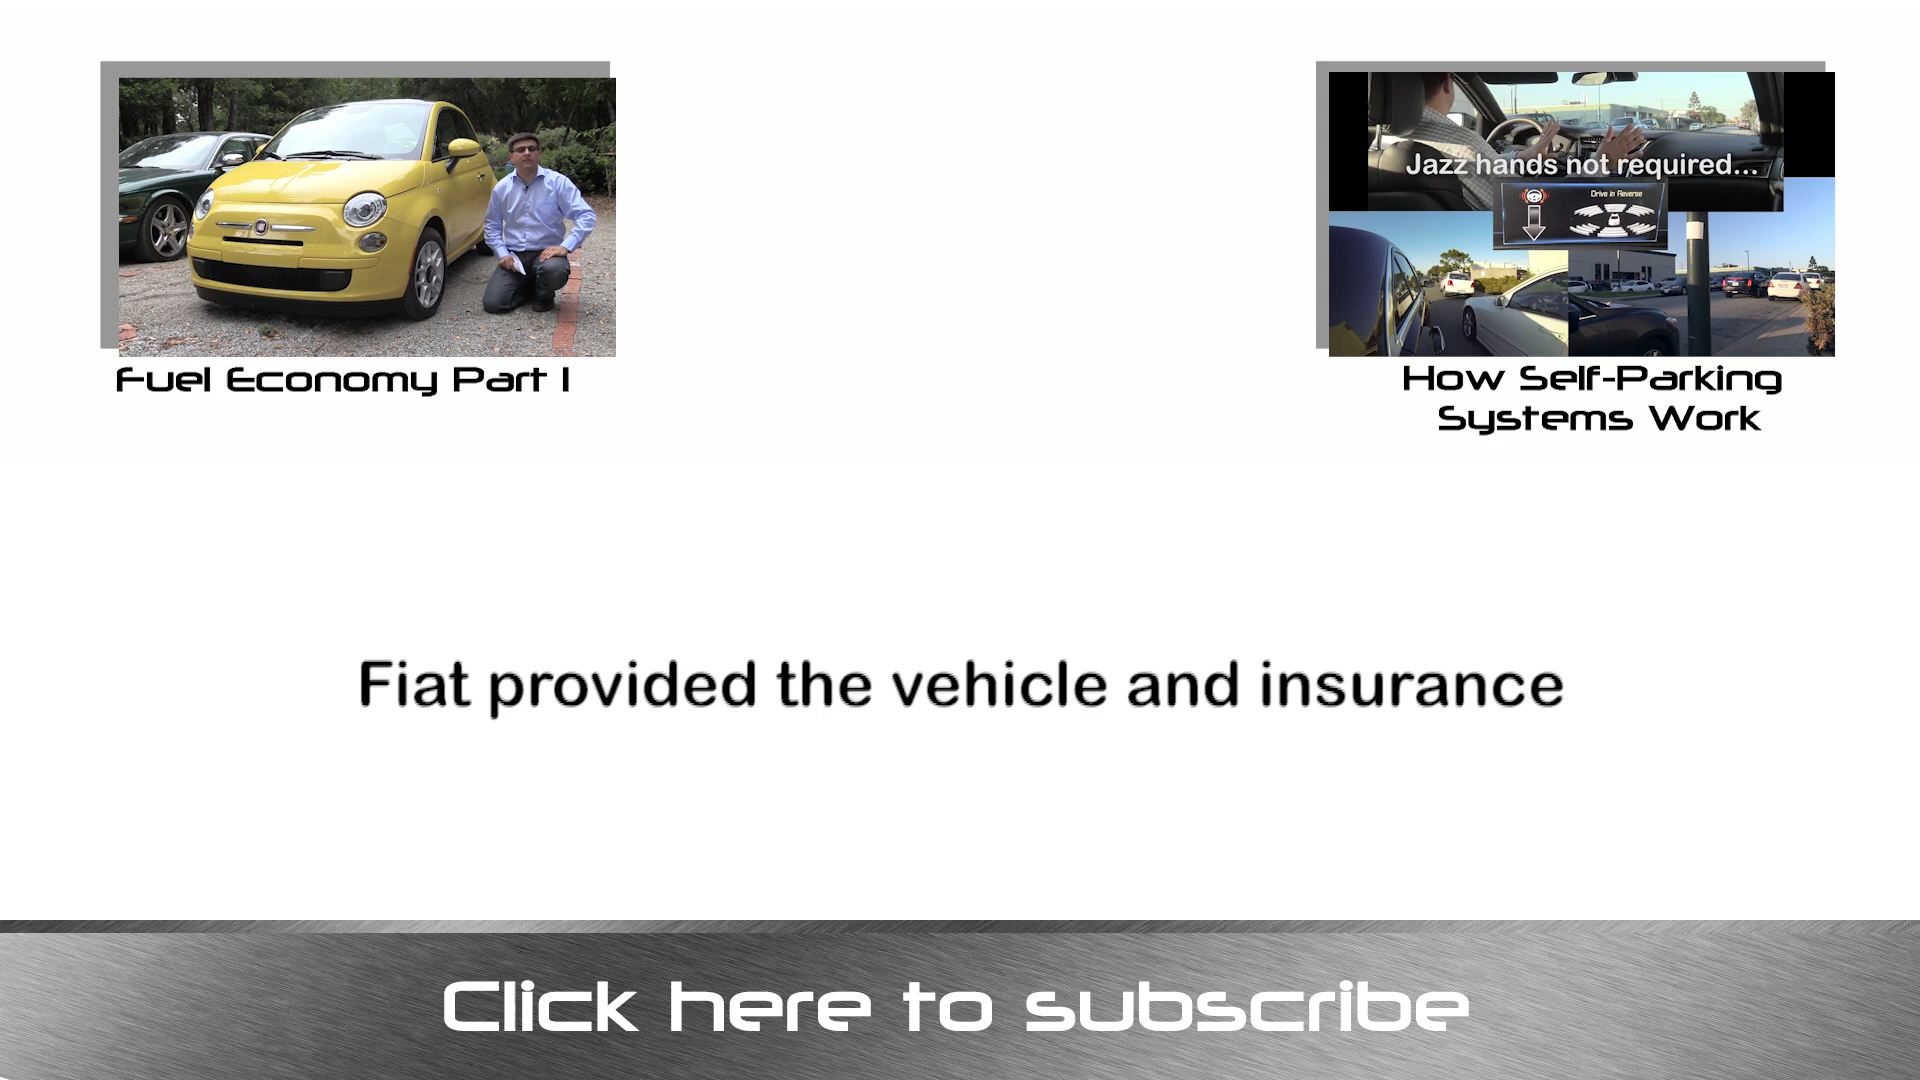 Jazz hands not required...
Drive in Reverse
Fuel Economy Part I
How Self-Parking
Systems Work
Fiat provided the vehicle and insurance
Click here to subscribe